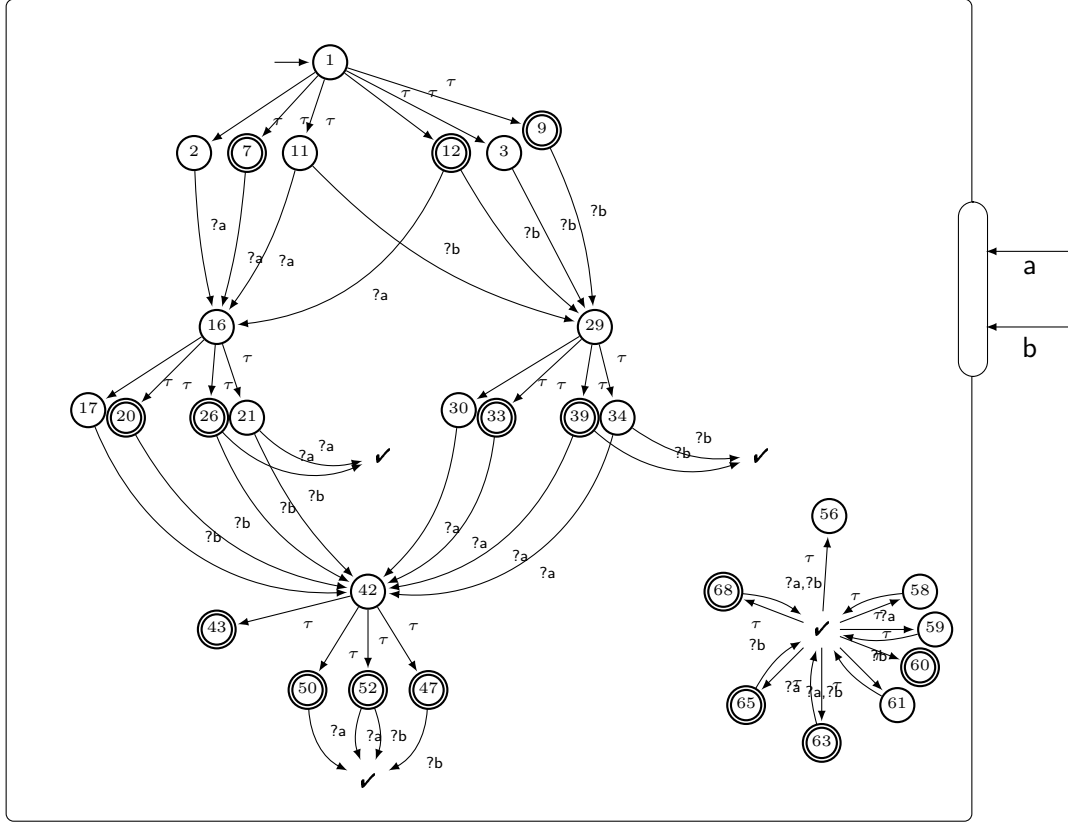 1
τ
τ τ
τ τ τ
9
2 7 11 12 3
?b
?a ?b ?b
?b
?a ?a
?a
a
16 29
b
τ τ
τ τ τ τ τ τ
17 20 26 21 30 33 39 34
?a ?b
?a ✓ ?b ✓
?b
?b
56
?b ?a
?b
?a
τ
?a
?a
?a,?b
42 68 58
τ
τ ?a
43 τ τ τ 59
τ
✓
?b
τ τ ?b 60
50 52 47 ?a τ ?a,?b τ
65 61
?a ?a ?b
63
?b
✓